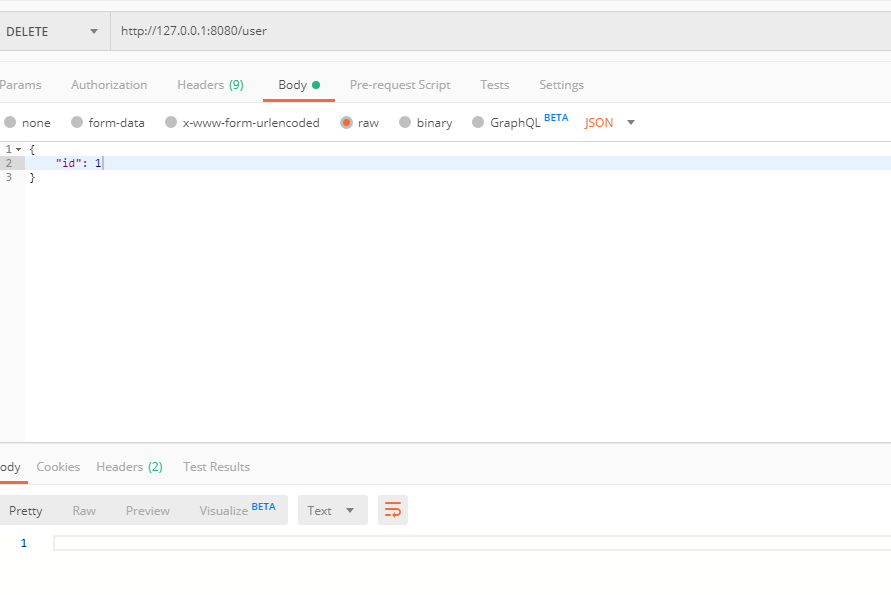 DELETE http://127.0.0.1:8080/user
Params Authorization Headers (9) Body Pre-request Script Tests Settings
none form-data x-www-form-urlencoded raw binary GraphQL BETA JSON
1 {
2 "id": 1
3 }
ody Cookies Headers (2) Test Results
Pretty Raw Preview Visualize BETA Text
1